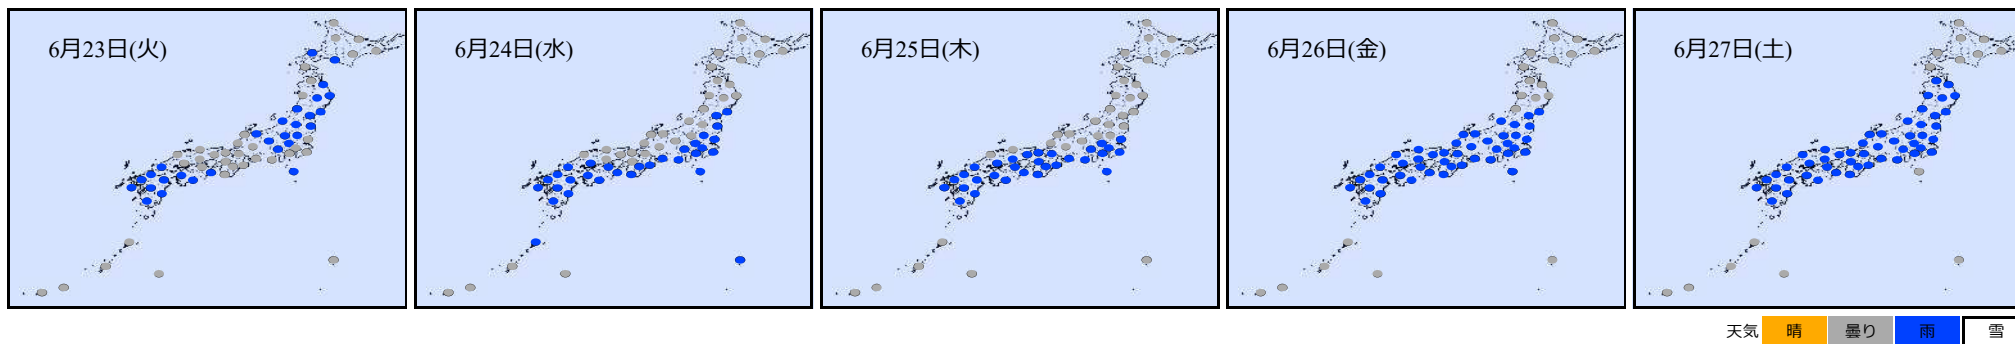 6月23日(火)
6月24日(水)
6月25日(木)
6月26日(金)
6月27日(土)
天気 晴 曇り 雨 雪